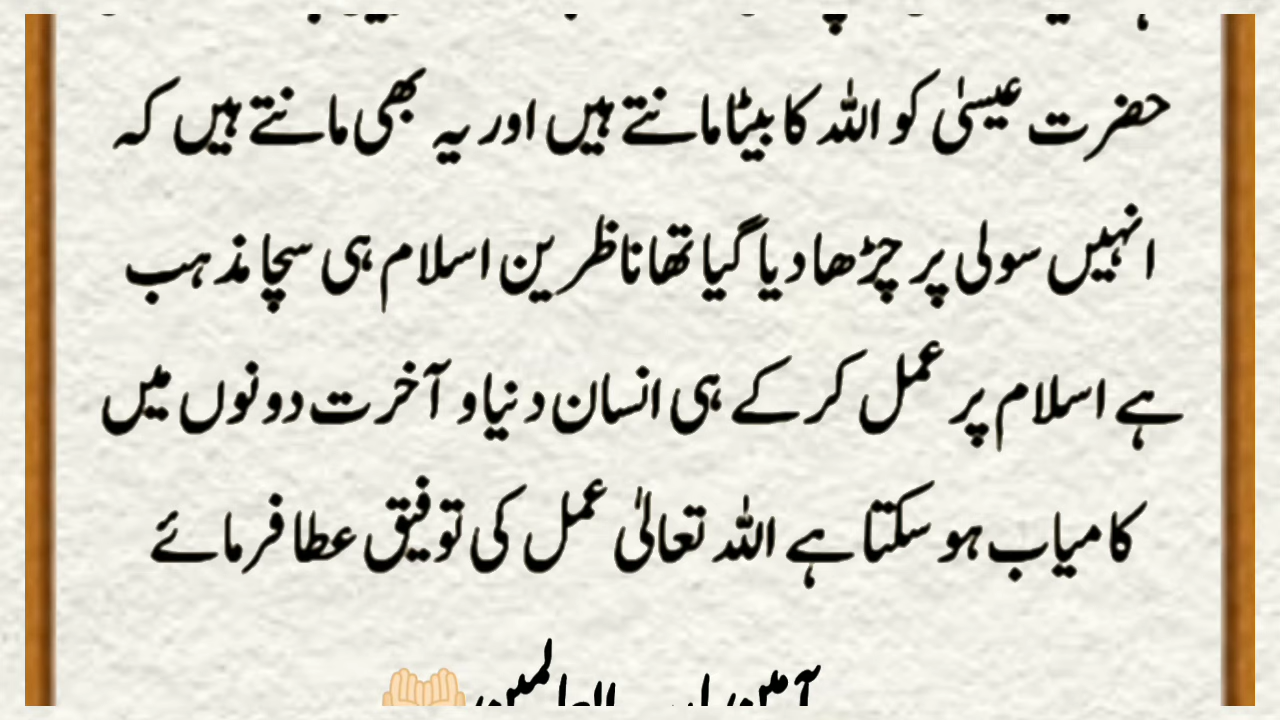 حضرت عیسیٰ کو اللہ کا بیٹا مانتے ہیں اور یہ بھی مانتے ہیں کہ
انہیں سولی پر چڑھا دیا گیا تھا ناظرین اسلام ہی سچا مذہب
ہے اسلام پر عمل کر کے ہی انسان دنیا و آخرت دونوں میں
کامیاب ہو سکتا ہے اللہ تعالیٰ عمل کی توفیق عطا فرمائے